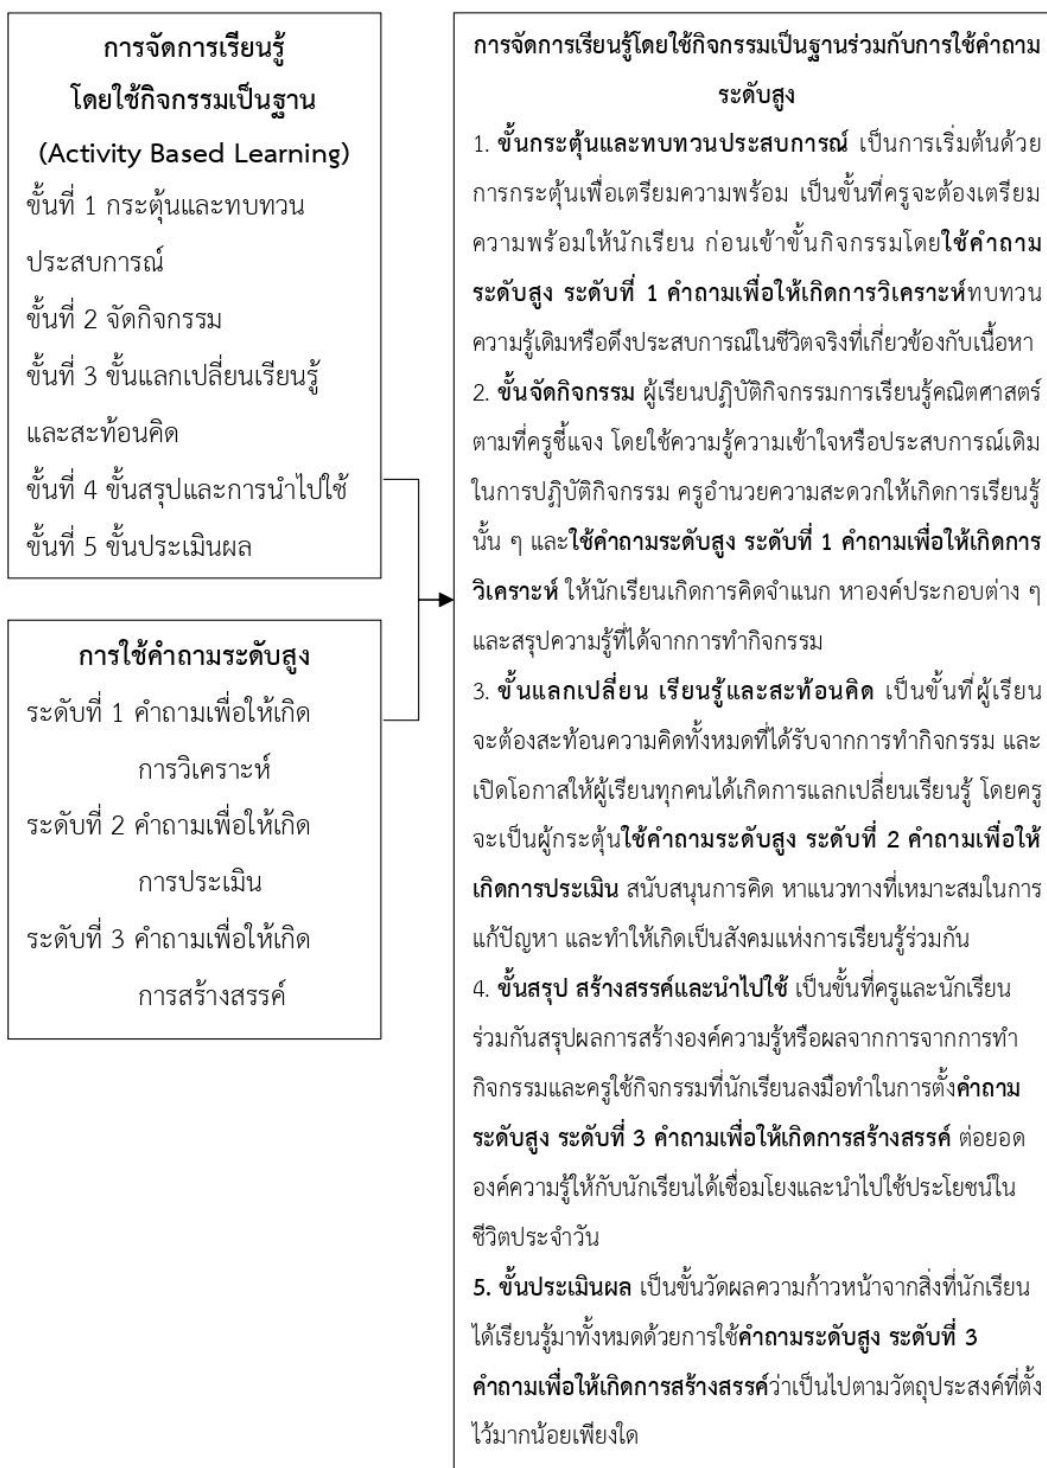 การจัดการเรียนรู้
โดยใช้กิจกรรมเป็นฐาน
(Activity Based Learning)
ขั้นที่ 1 กระตุ้นและทบทวน
ประสบการณ์
ขั้นที่ 2 จัดกิจกรรม
ขั้นที่ 3 ขั้นแลกเปลี่ยนเรียนรู้
และสะท้อนคิด
ขั้นที่ 4 ขั้นสรุปและการนำไปใช้
ขั้นที่ 5 ขั้นประเมินผล
การใช้คำถามระดับสูง
ระดับที่ 1 คำถามเพื่อให้เกิด
การวิเคราะห์
ระดับที่ 2 คำถามเพื่อให้เกิด
การประเมิน
ระดับที่ 3 คำถามเพื่อให้เกิด
การสร้างสรรค์
การจัดการเรียนรู้โดยใช้กิจกรรมเป็นฐานร่วมกับการใช้คำถาม
ระดับสูง
1. ขั้นกระตุ้นและทบทวนประสบการณ์ เป็นการเริ่มต้นด้วย
การกระตุ้นเพื่อเตรียมความพร้อม เป็นขั้นที่ครูจะต้องเตรียม
ความพร้อมให้นักเรียน ก่อนเข้าขั้นกิจกรรมโดยใช้คำถาม
ระดับสูง ระดับที่ 1 คำถามเพื่อให้เกิดการวิเคราะห์ทบทวน
ความรู้เดิมหรือดึงประสบการณ์ในชีวิตจริงที่เกี่ยวข้องกับเนื้อหา
2. ขั้นจัดกิจกรรม ผู้เรียนปฏิบัติกิจกรรมการเรียนรู้คณิตศาสตร์
ตามที่ครูชี้แจง โดยใช้ความรู้ความเข้าใจหรือประสบการณ์เดิม
ในการปฏิบัติกิจกรรม ครูอำนวยความสะดวกให้เกิดการเรียนรู้
นั้น ๆ และใช้คำถามระดับสูง ระดับที่ 1 คำถามเพื่อให้เกิดการ
วิเคราะห์ ให้นักเรียนเกิดการคิดจำแนก หาองค์ประกอบต่าง ๆ
และสรุปความรู้ที่ได้จากการทำกิจกรรม
3. ขั้นแลกเปลี่ยน เรียนรู้และสะท้อนคิด เป็นขั้นที่ผู้เรียน
จะต้องสะท้อนความคิดทั้งหมดที่ได้รับจากการทำกิจกรรม และ
เปิดโอกาสให้ผู้เรียนทุกคนได้เกิดการแลกเปลี่ยนเรียนรู้ โดยครู
จะเป็นผู้กระตุ้นใช้คำถามระดับสูง ระดับที่ 2 คำถามเพื่อให้
เกิดการประเมิน สนับสนุนการคิด หาแนวทางที่เหมาะสมในการ
แก้ปัญหา และทำให้เกิดเป็นสังคมแห่งการเรียนรู้ร่วมกัน
4. ขั้นสรุป สร้างสรรค์และนำไปใช้ เป็นขั้นที่ครูและนักเรียน
ร่วมกันสรุปผลการสร้างองค์ความรู้หรือผลจากการจากการทำ
กิจกรรมและครูใช้กิจกรรมที่นักเรียนลงมือทำในการตั้งคำถาม
ระดับสูง ระดับที่ 3 คำถามเพื่อให้เกิดการสร้างสรรค์ ต่อยอด
องค์ความรู้ให้กับนักเรียนได้เชื่อมโยงและนำไปใช้ประโยชน์ใน
ชีวิตประจำวัน
5. ขั้นประเมินผล เป็นขั้นวัดผลความก้าวหน้าจากสิ่งที่นักเรียน
ได้เรียนรู้มาทั้งหมดด้วยการใช้คำถามระดับสูง ระดับที่ 3
คำถามเพื่อให้เกิดการสร้างสรรค์ว่าเป็นไปตามวัตถุประสงค์ที่ตั้ง
ไว้มากน้อยเพียงใด